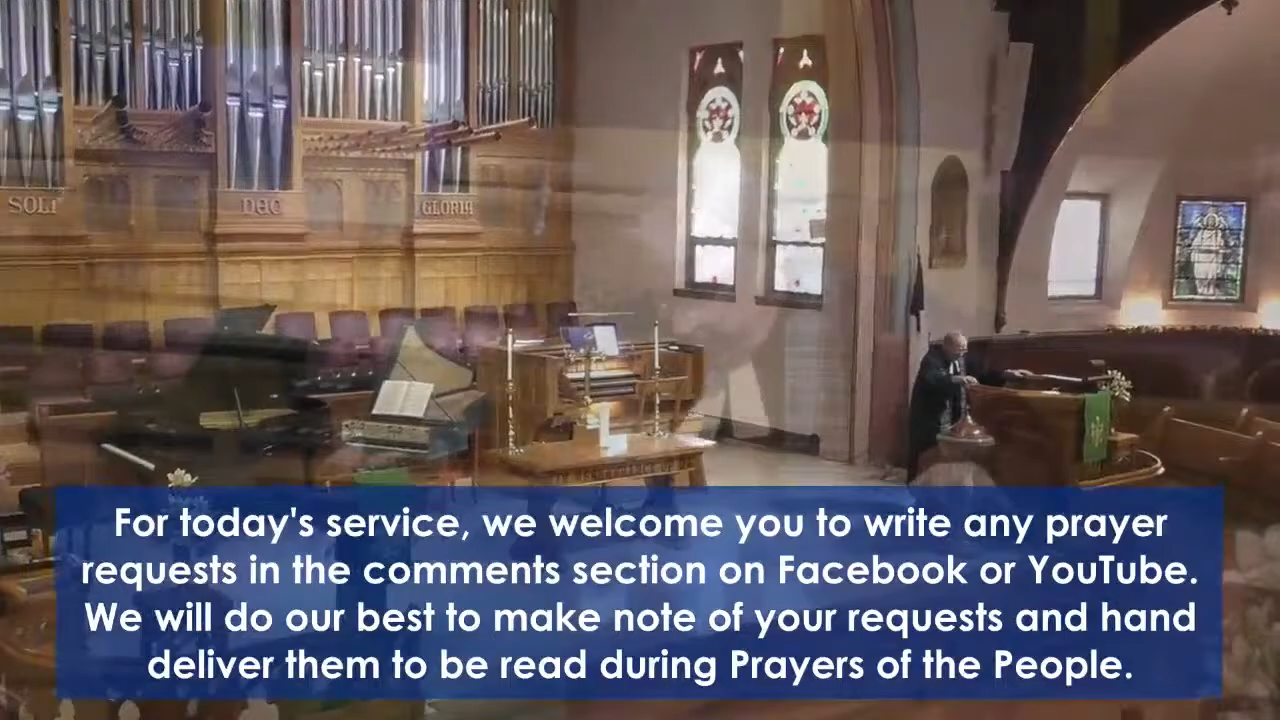 SOLI DEO GLORIA
For today's service, we welcome you to write any prayer
requests in the comments section on Facebook or YouTube.
We will do our best to make note of your requests and hand
deliver them to be read during Prayers of the People.